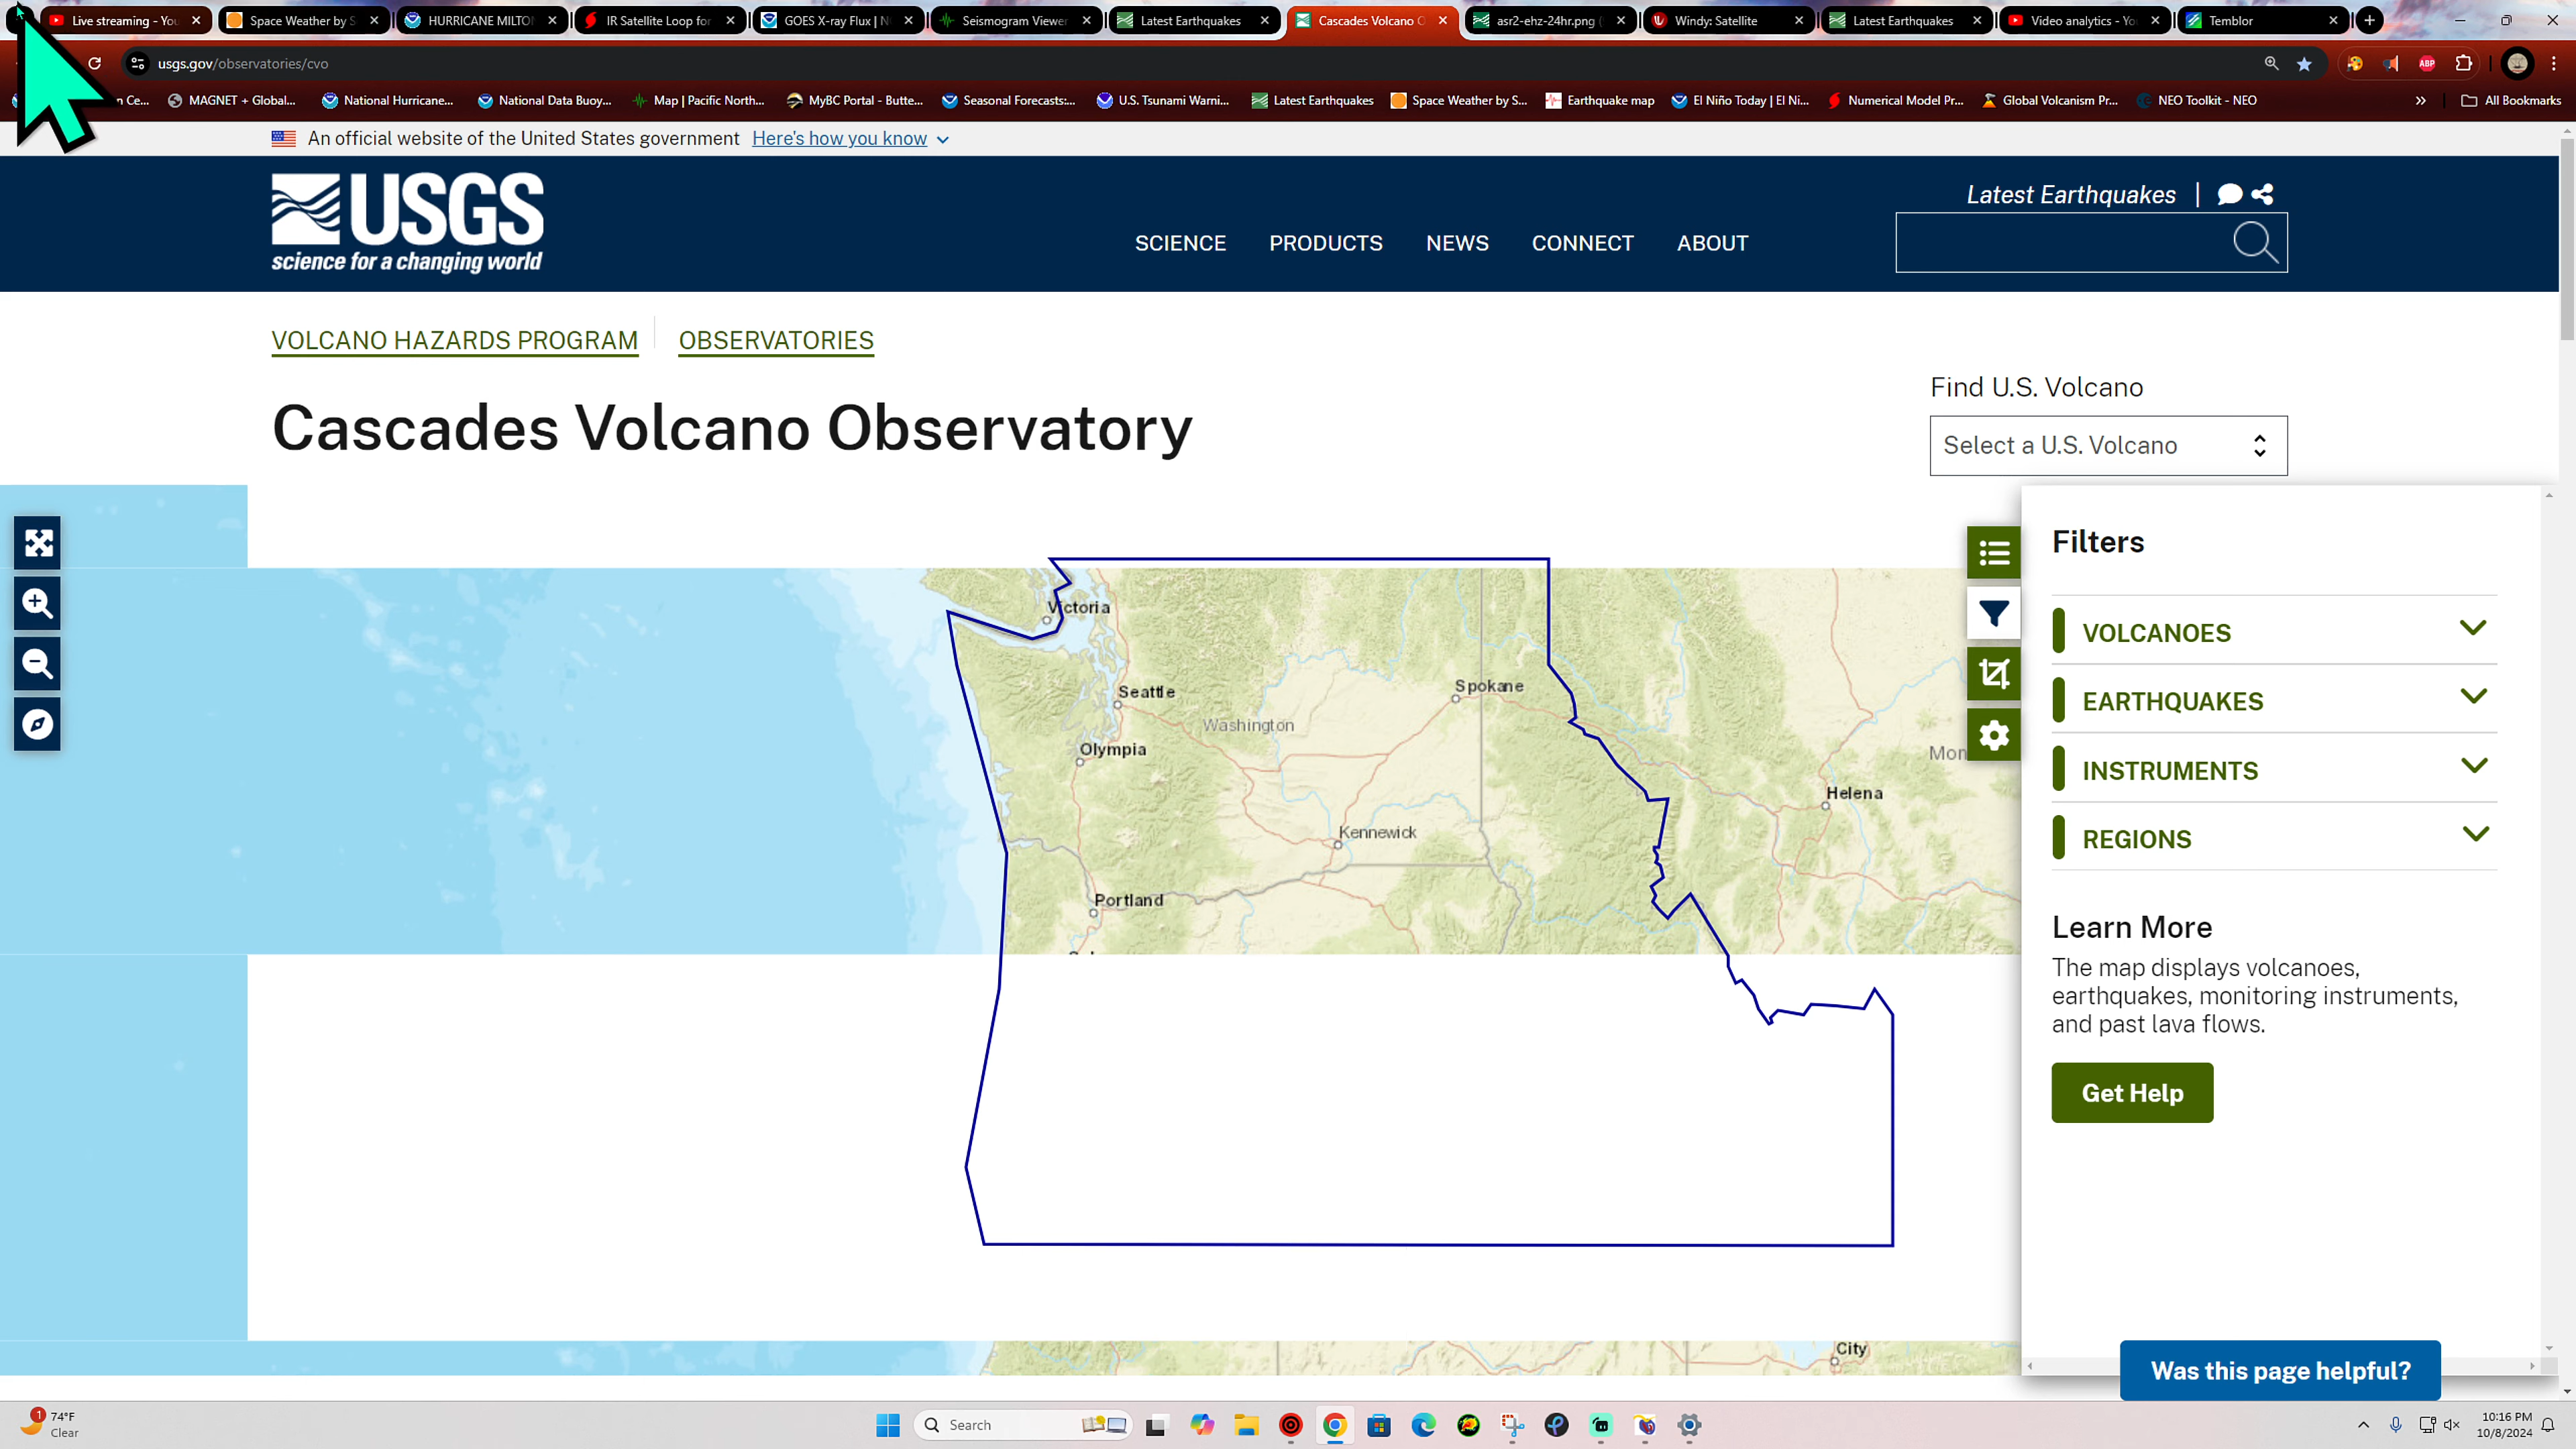 Live streaming - You
Space Weather by S
HURRICANE MILTON
IR Satellite Loop for
GOES X-ray Flux | N
Seismogram Viewer
Latest Earthquakes
Cascades Volcano O
asr2-ehz-24hr.png (
Windy: Satellite
Latest Earthquakes
Video analytics - Yo
Temblor
usgs.gov/observatories/cvo
n Ce...
MAGNET + Global...
National Hurricane...
National Data Buoy...
Map | Pacific North...
MyBC Portal - Butte...
Seasonal Forecasts:...
U.S. Tsunami Warni...
Latest Earthquakes
Space Weather by S...
Earthquake map
El Niño Today | El Ni...
Numerical Model Pr...
Global Volcanism Pr...
NEO Toolkit - NEO
All Bookmarks
ABP
An official website of the United States government Here's how you know
USGS
science for a changing world
SCIENCE PRODUCTS NEWS CONNECT ABOUT
Latest Earthquakes |
VOLCANO HAZARDS PROGRAM
OBSERVATORIES
Cascades Volcano Observatory
Find U.S. Volcano
Select a U.S. Volcano
Victoria
Seattle
Spokane
Washington
Olympia
Mon
Helena
Kennewick
Portland
City
Filters
VOLCANOES
EARTHQUAKES
INSTRUMENTS
REGIONS
Learn More
The map displays volcanoes,
earthquakes, monitoring instruments,
and past lava flows.
Get Help
Was this page helpful?
1
74°F
Clear
Search
10:16 PM
10/8/2024